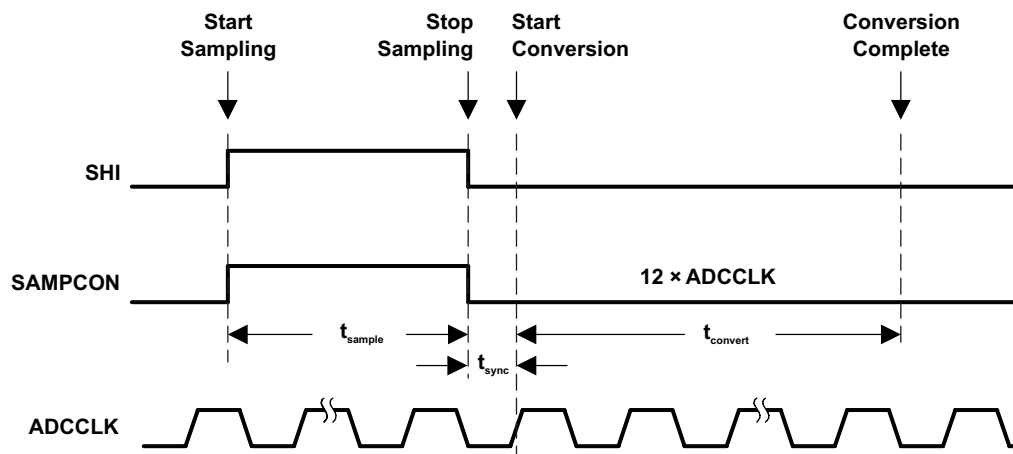 Start
Sampling
Stop
Sampling
Start
Conversion
Conversion
Complete
SHI
SAMPCON
12 × ADCCLK
tsample
tconvert
tsync
ADCCLK